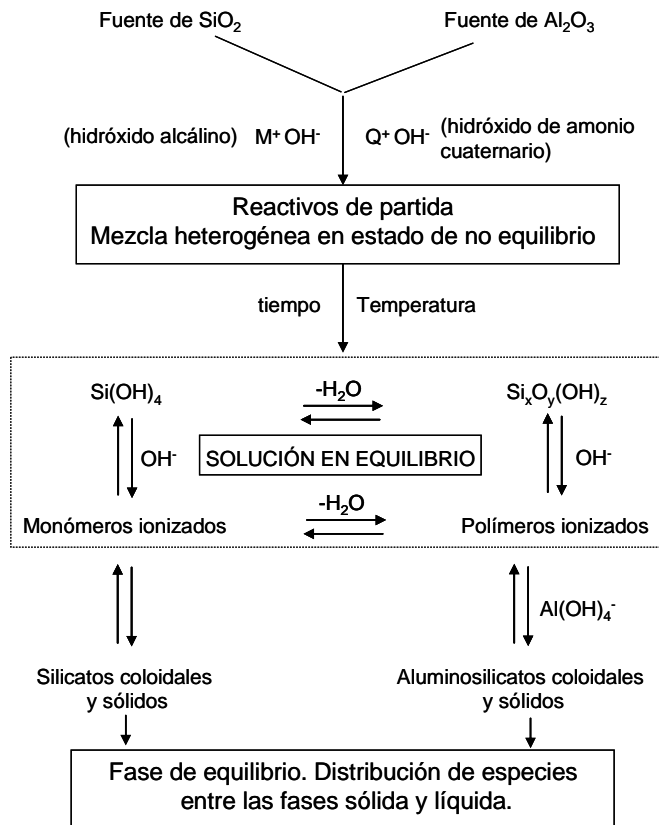 Fuente de SiO₂
Fuente de Al₂O₃
(hidróxido alcálino) M⁺ OH⁻
Q⁺ OH⁻ (hidróxido de amonio
cuaternario)
Reactivos de partida
Mezcla heterogénea en estado de no equilibrio
tiempo
Temperatura
Si(OH)₄
-H₂O
SiₓOᵧ(OH)z
OH⁻
SOLUCIÓN EN EQUILIBRIO
OH⁻
Monómeros ionizados
-H₂O
Polímeros ionizados
Al(OH)₄⁻
Silicatos coloidales
y sólidos
Aluminosilicatos coloidales
y sólidos
Fase de equilibrio. Distribución de especies
entre las fases sólida y líquida.